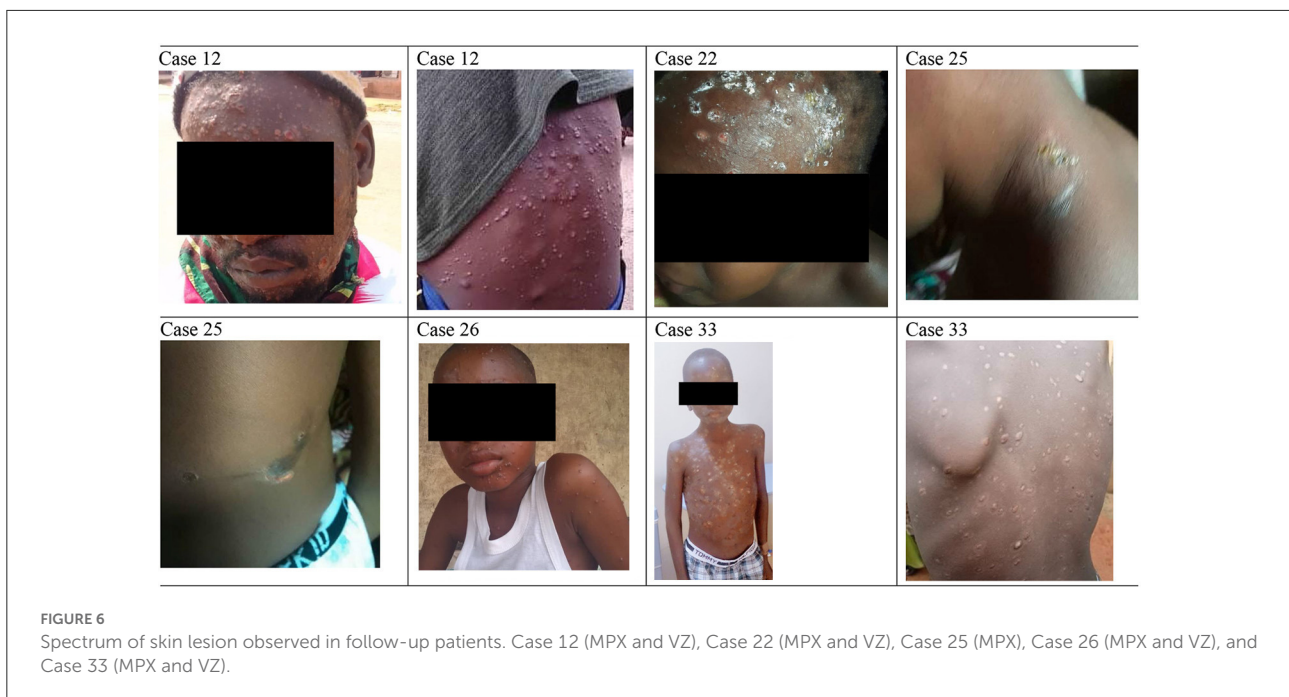 Case 12
Case 12
Case 22
Case 25
Case 25
Case 26
Case 33
Case 33
KID
TOMMY
FIGURE 6
Spectrum of skin lesion observed in follow-up patients. Case 12 (MPX and VZ), Case 22 (MPX and VZ), Case 25 (MPX), Case 26 (MPX and VZ), and
Case 33 (MPX and VZ).